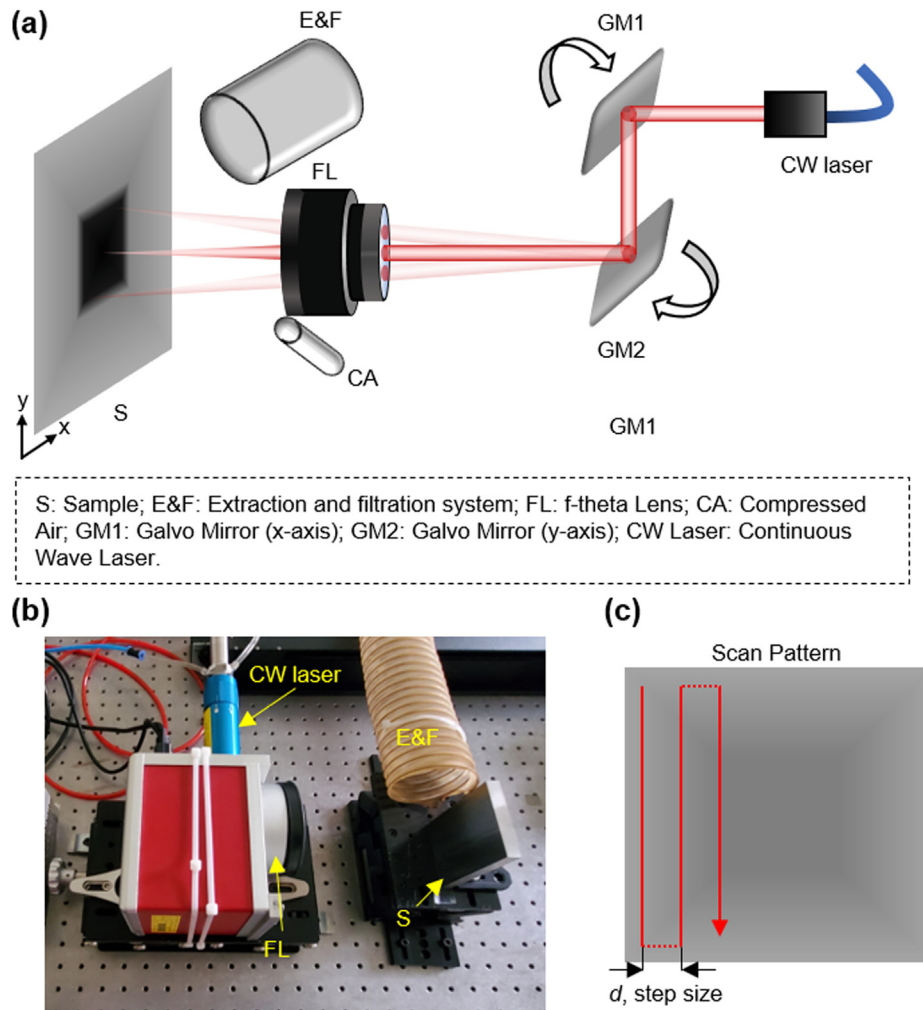 (a)
E&F
GM1
CW laser
FL
GM2
CA
GM1
y
x
S
S: Sample; E&F: Extraction and filtration system; FL: f-theta Lens; CA: Compressed
Air; GM1: Galvo Mirror (x-axis); GM2: Galvo Mirror (y-axis); CW Laser: Continuous
Wave Laser.
(b)
CW laser
E&F
S
FL
(c)
Scan Pattern
d, step size